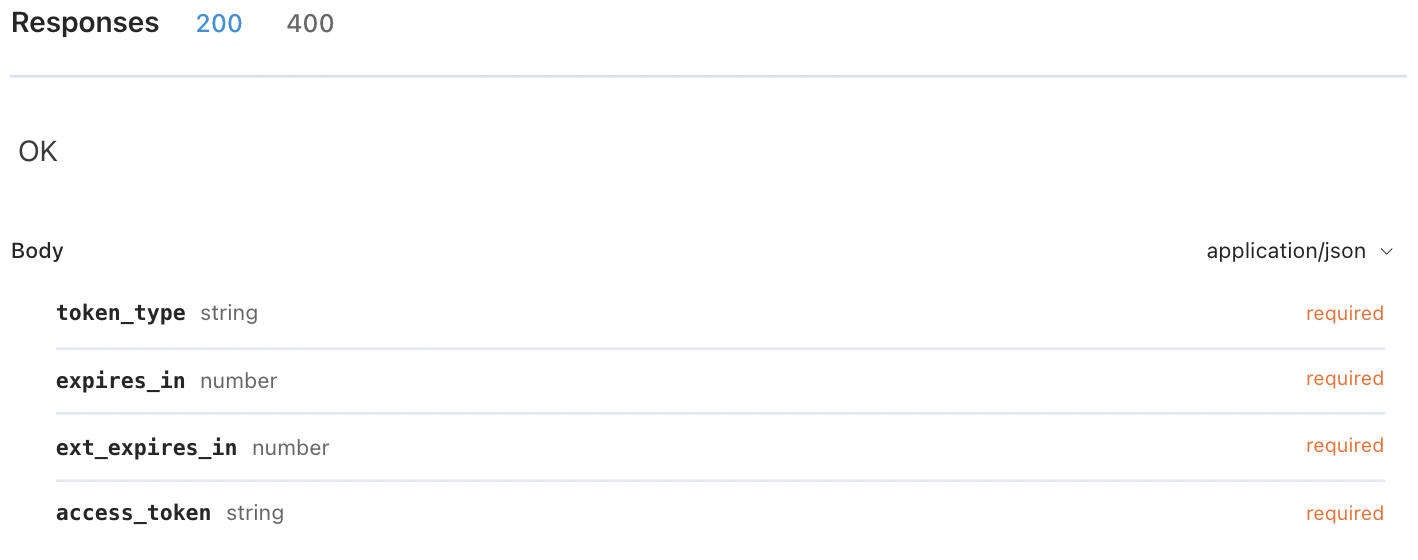 Responses 200 400
OK
Body application/json
token_type string required
expires_in number required
ext_expires_in number required
access_token string required